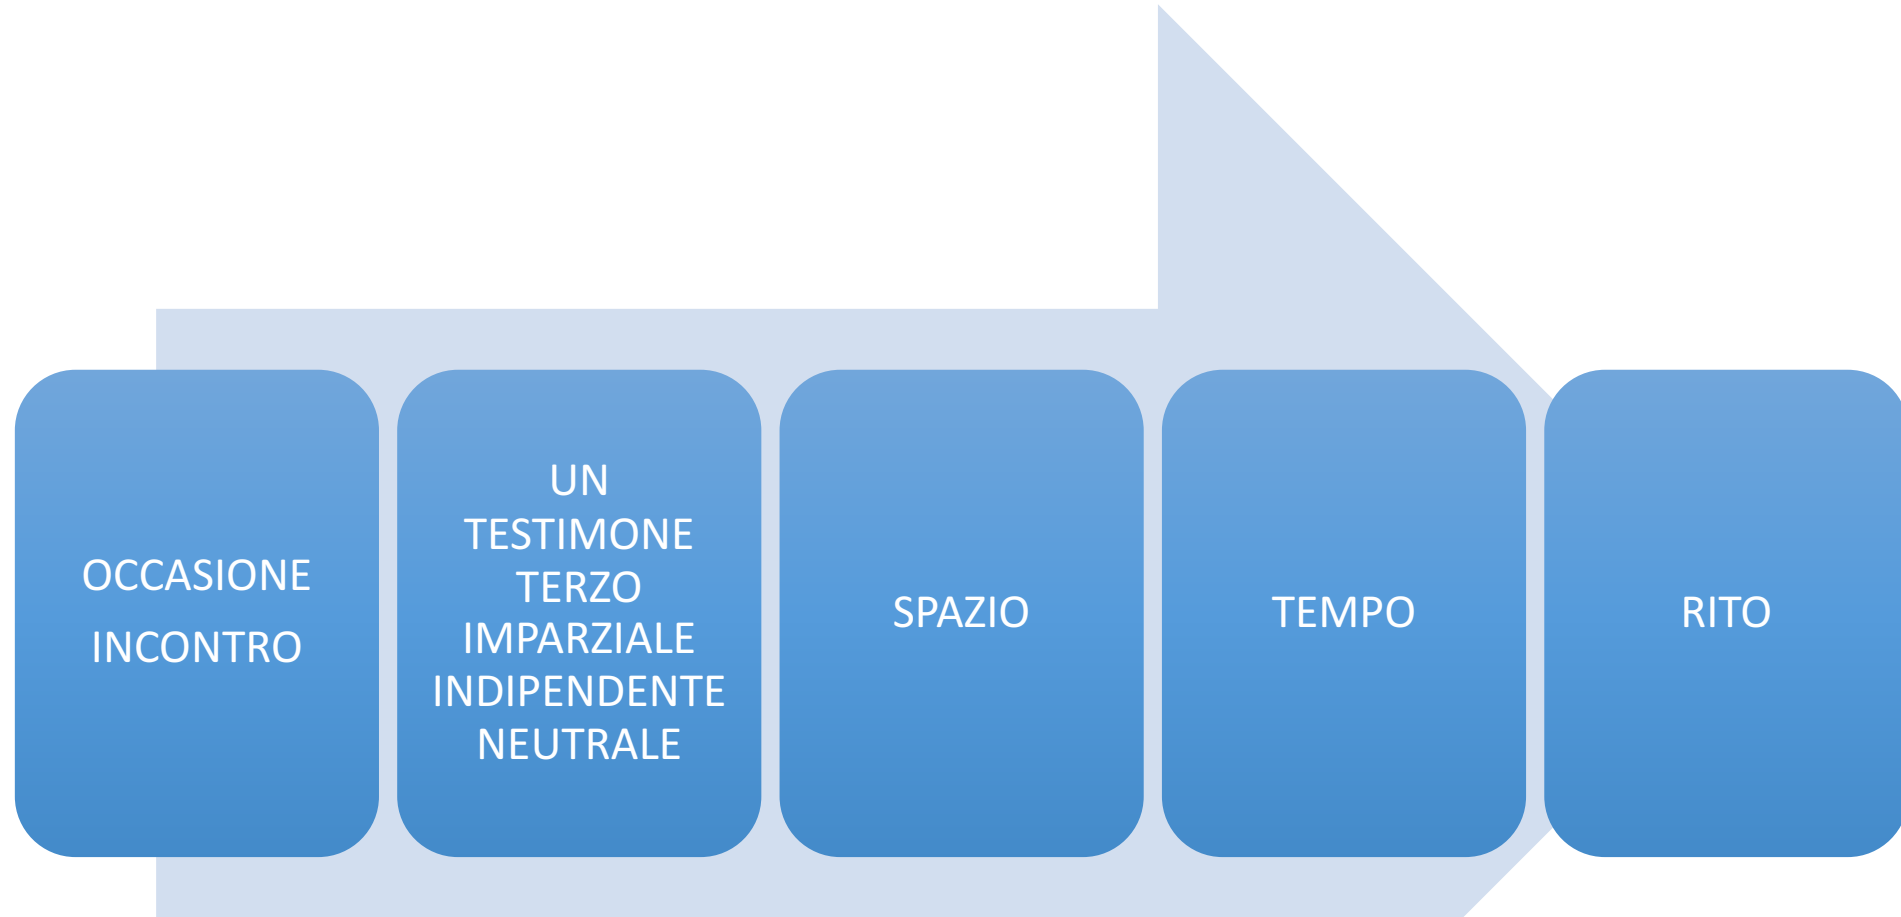 OCCASIONE
INCONTRO
UN
TESTIMONE
TERZO
IMPARZIALE
INDIPENDENTE
NEUTRALE
SPAZIO
TEMPO
RITO